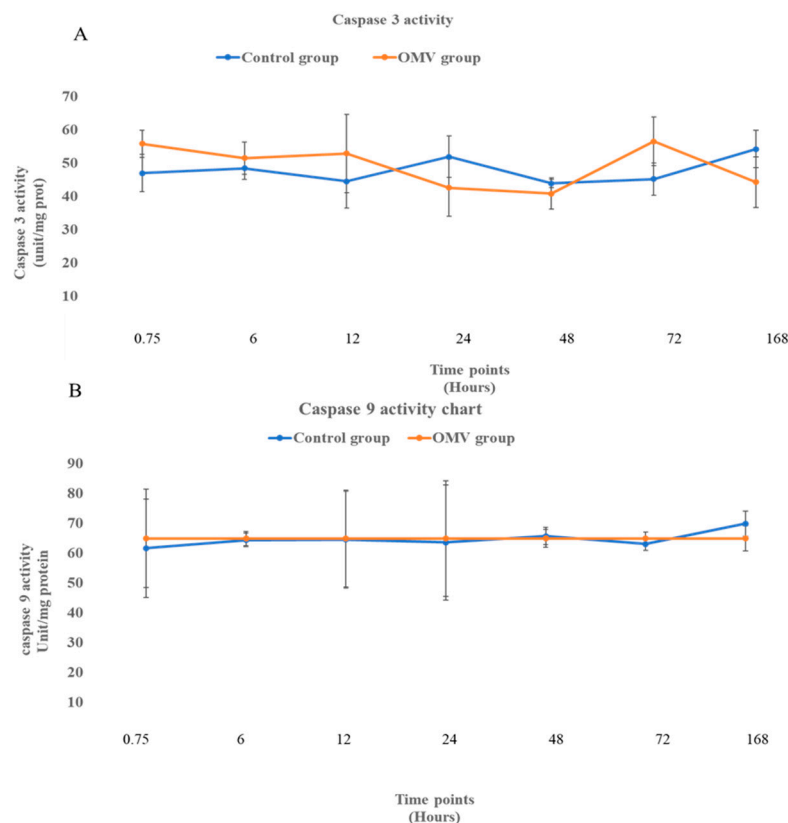 Caspase 3 activity
A
Control group OMV group
70
60
50
40
30
20
10
Caspase 3 activity
(unit/mg prot)
0.75 6 12 24 48 72 168
Time points
(Hours)
B
Caspase 9 activity chart
Control group OMV group
90
80
70
60
50
40
30
20
10
caspase 9 activity
Unit/mg protein
0.75 6 12 24 48 72 168
Time points
(Hours)